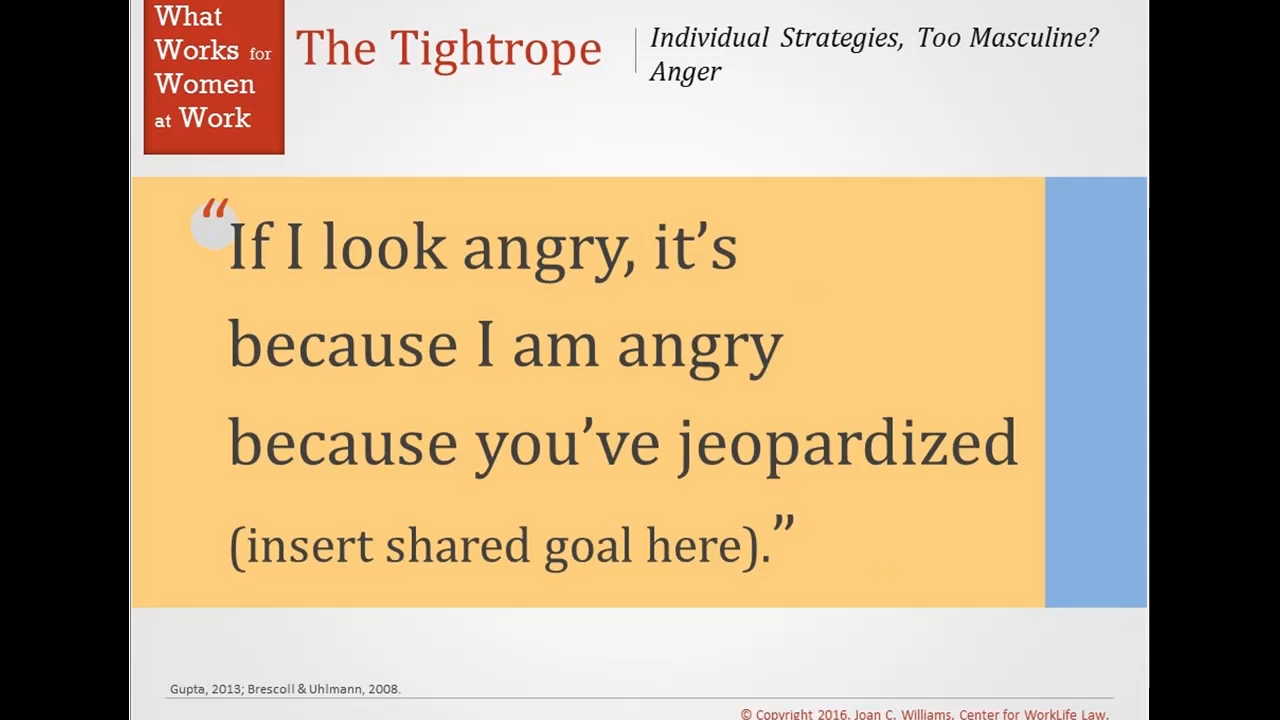 What
Works for
Women
at Work
The Tightrope
Individual Strategies, Too Masculine?
Anger
“If I look angry, it’s
because I am angry
because you’ve jeopardized
(insert shared goal here).”
Gupta, 2013; Brescoll & Uhlmann, 2008.
© Copyright 2016. Joan C. Williams. Center for WorkLife Law.